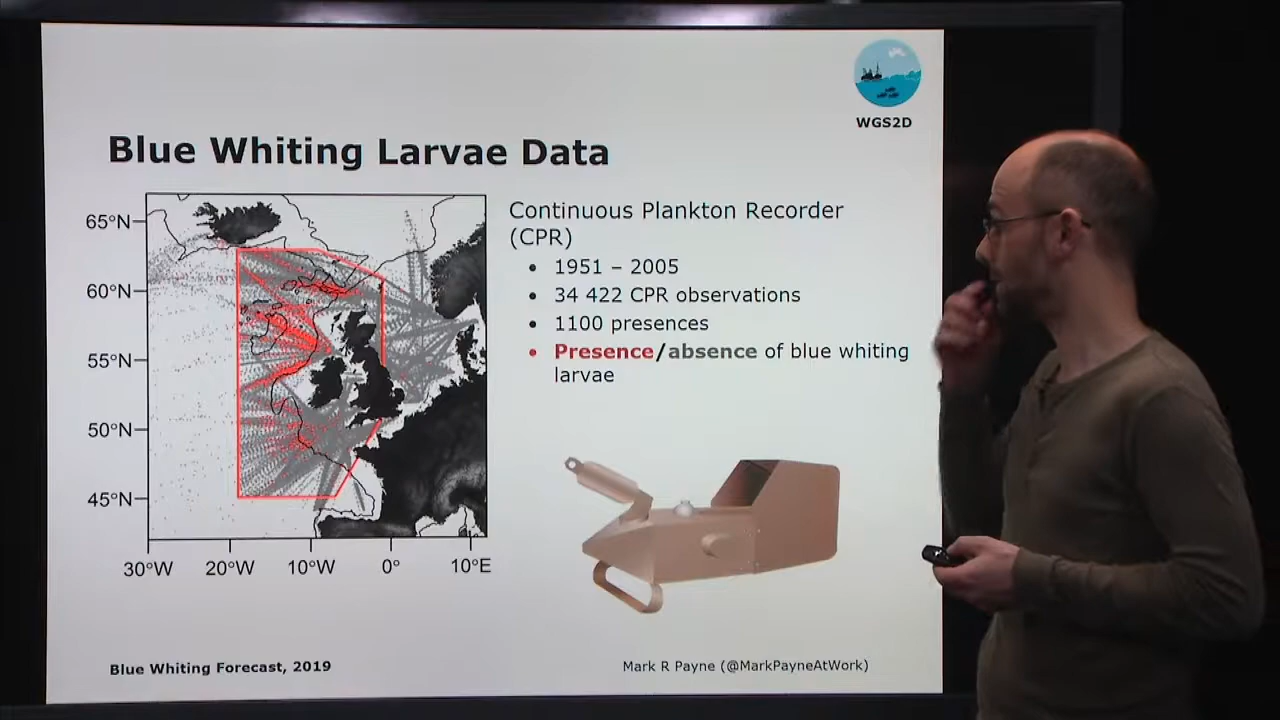 WGS2D
Blue Whiting Larvae Data
65°N
60°N
55°N
50°N
45°N
30°W 20°W 10°W 0° 10°E
Continuous Plankton Recorder
(CPR)
• 1951 – 2005
• 34 422 CPR observations
• 1100 presences
• Presence/absence of blue whiting
larvae
Blue Whiting Forecast, 2019
Mark R Payne (@MarkPayneAtWork)